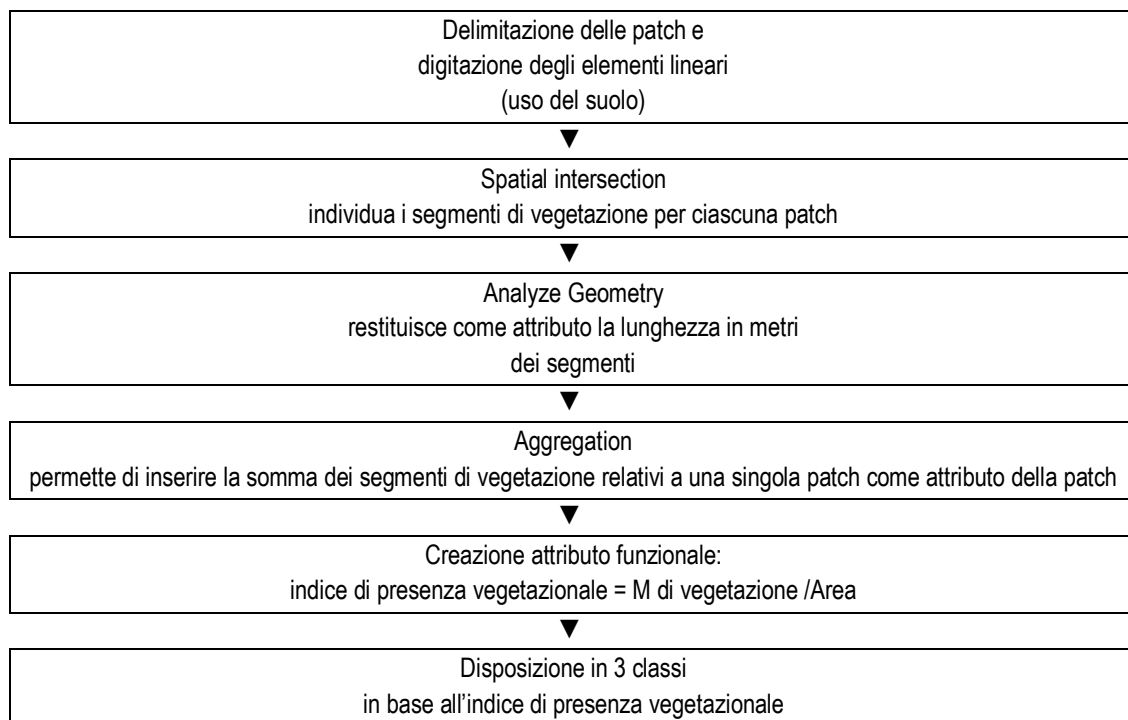 Delimitazione delle patch e
digitazione degli elementi lineari
(uso del suolo)
▼
Spatial intersection
individua i segmenti di vegetazione per ciascuna patch
▼
Analyze Geometry
restituisce come attributo la lunghezza in metri
dei segmenti
▼
Aggregation
permette di inserire la somma dei segmenti di vegetazione relativi a una singola patch come attributo della patch
▼
Creazione attributo funzionale:
indice di presenza vegetazionale = M di vegetazione /Area
▼
Disposizione in 3 classi
in base all'indice di presenza vegetazionale